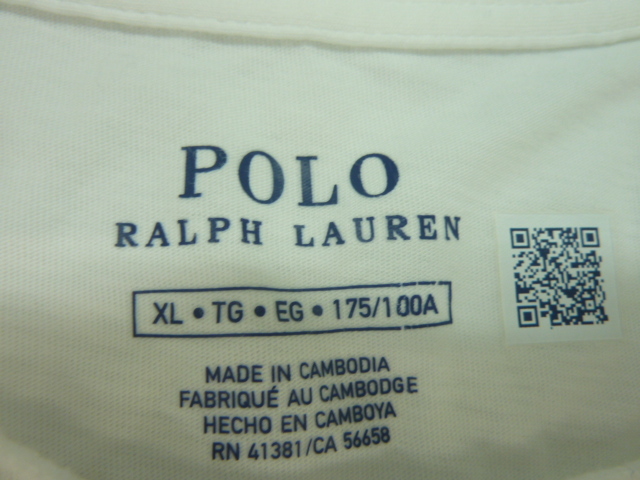 POLO
RALPH LAUREN
XL • TG • EG • 175/100A
MADE IN CAMBODIA
FABRIQUÉ AU CAMBODGE
HECHO EN CAMBOYA
RN 41381/CA 56658